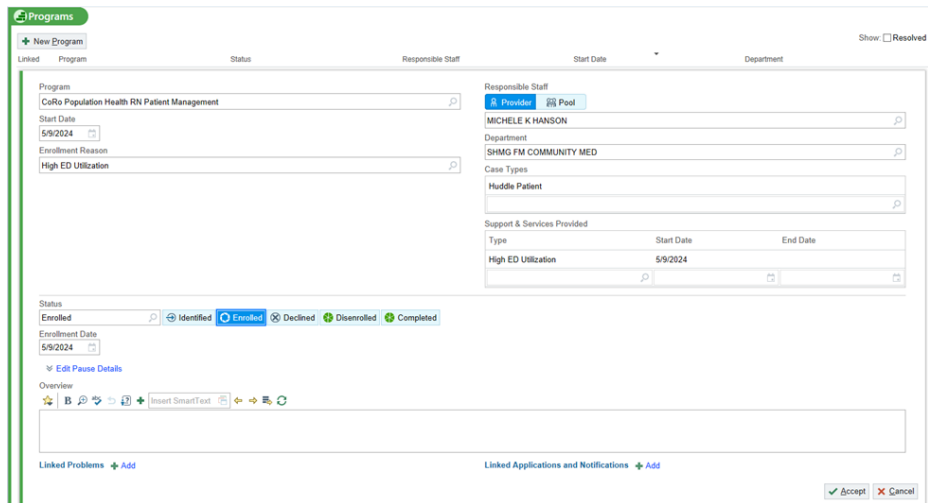 Programs
New Program
Show: Resolved
Linked Program Status Responsible Staff Start Date Department
Program
CoRo Population Health RN Patient Management
Start Date
5/9/2024
Enrollment Reason
High ED Utilization
Responsible Staff
Provider Pool
MICHELE K HANSON
Department
SHMG FM COMMUNITY MED
Case Types
Huddle Patient
Support & Services Provided
Type Start Date End Date
High ED Utilization 5/9/2024
Status
Enrolled Identified Enrolled Declined Disenrolled Completed
Enrollment Date
5/9/2024
Edit Pause Details
Overview
B abc Insert SmartText
Linked Problems Add
Linked Applications and Notifications Add
Accept Cancel